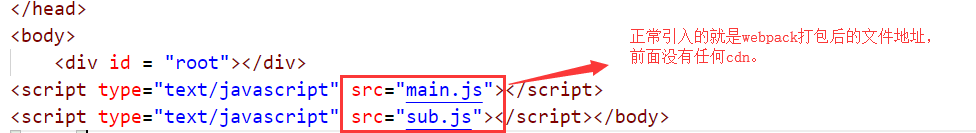 </head>
<body>
<div id = "root"></div>
<script type="text/javascript" src="main.js"></script>
<script type="text/javascript" src="sub.js"></script></body>
正常引入的就是webpack打包后的文件地址，
前面没有任何cdn。